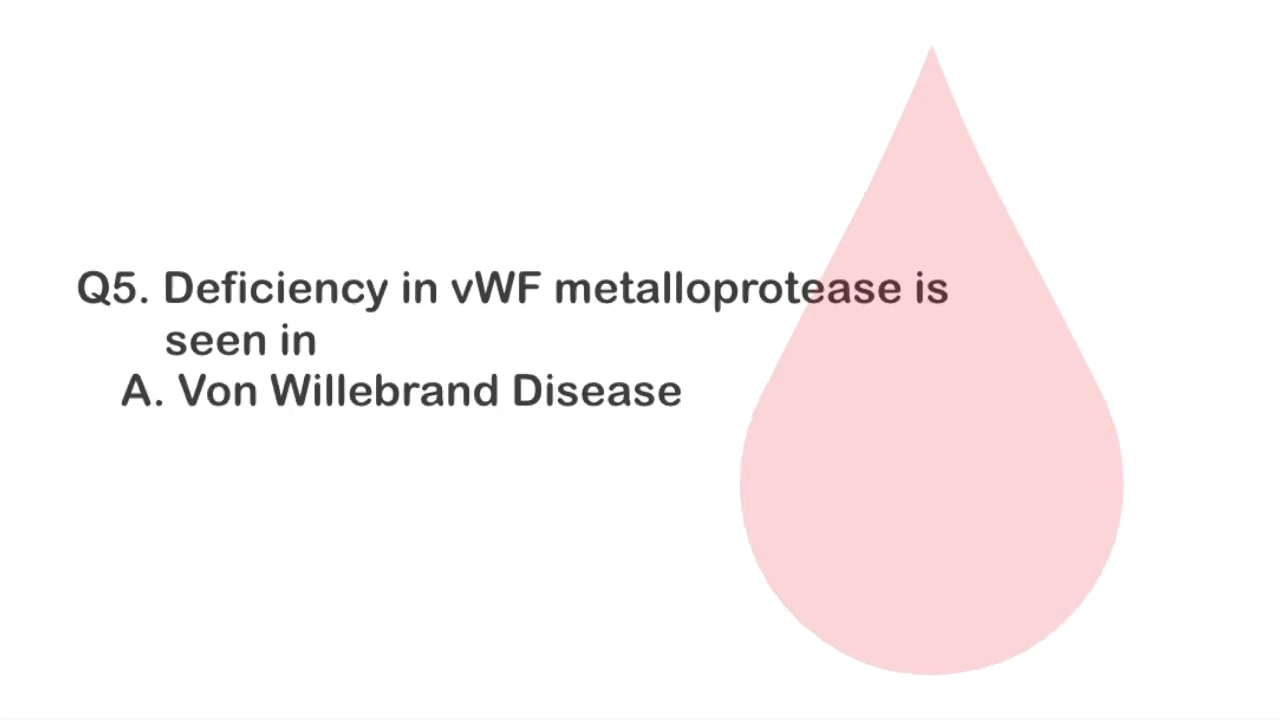 Q5. Deficiency in vWF metalloprotease is
seen in
A. Von Willebrand Disease